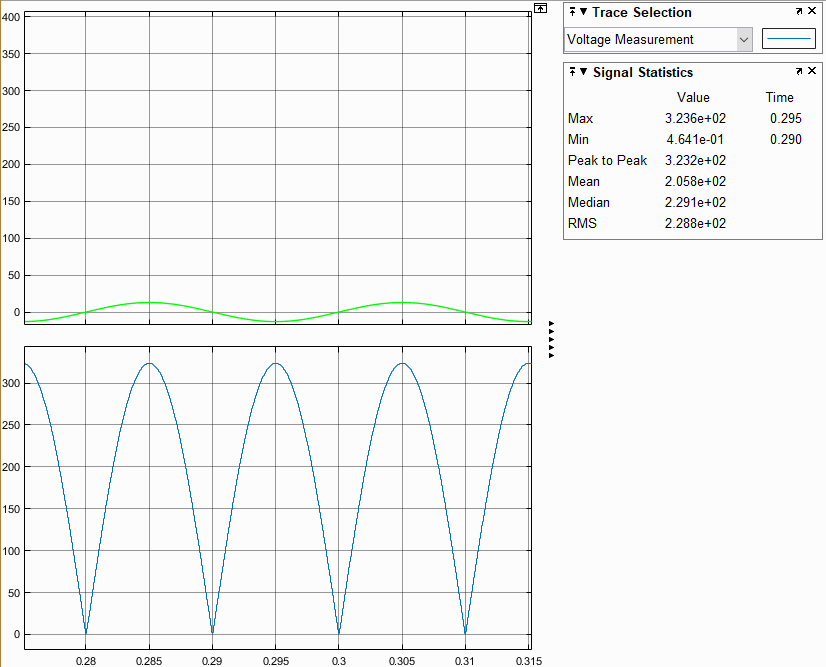 400
350
300
250
200
150
100
50
0
300
250
200
150
100
50
0
0.28 0.285 0.29 0.295 0.3 0.305 0.31 0.315
Trace Selection
Voltage Measurement
Signal Statistics
Value Time
Max 3.236e+02 0.295
Min 4.641e-01 0.290
Peak to Peak 3.232e+02
Mean 2.058e+02
Median 2.291e+02
RMS 2.288e+02